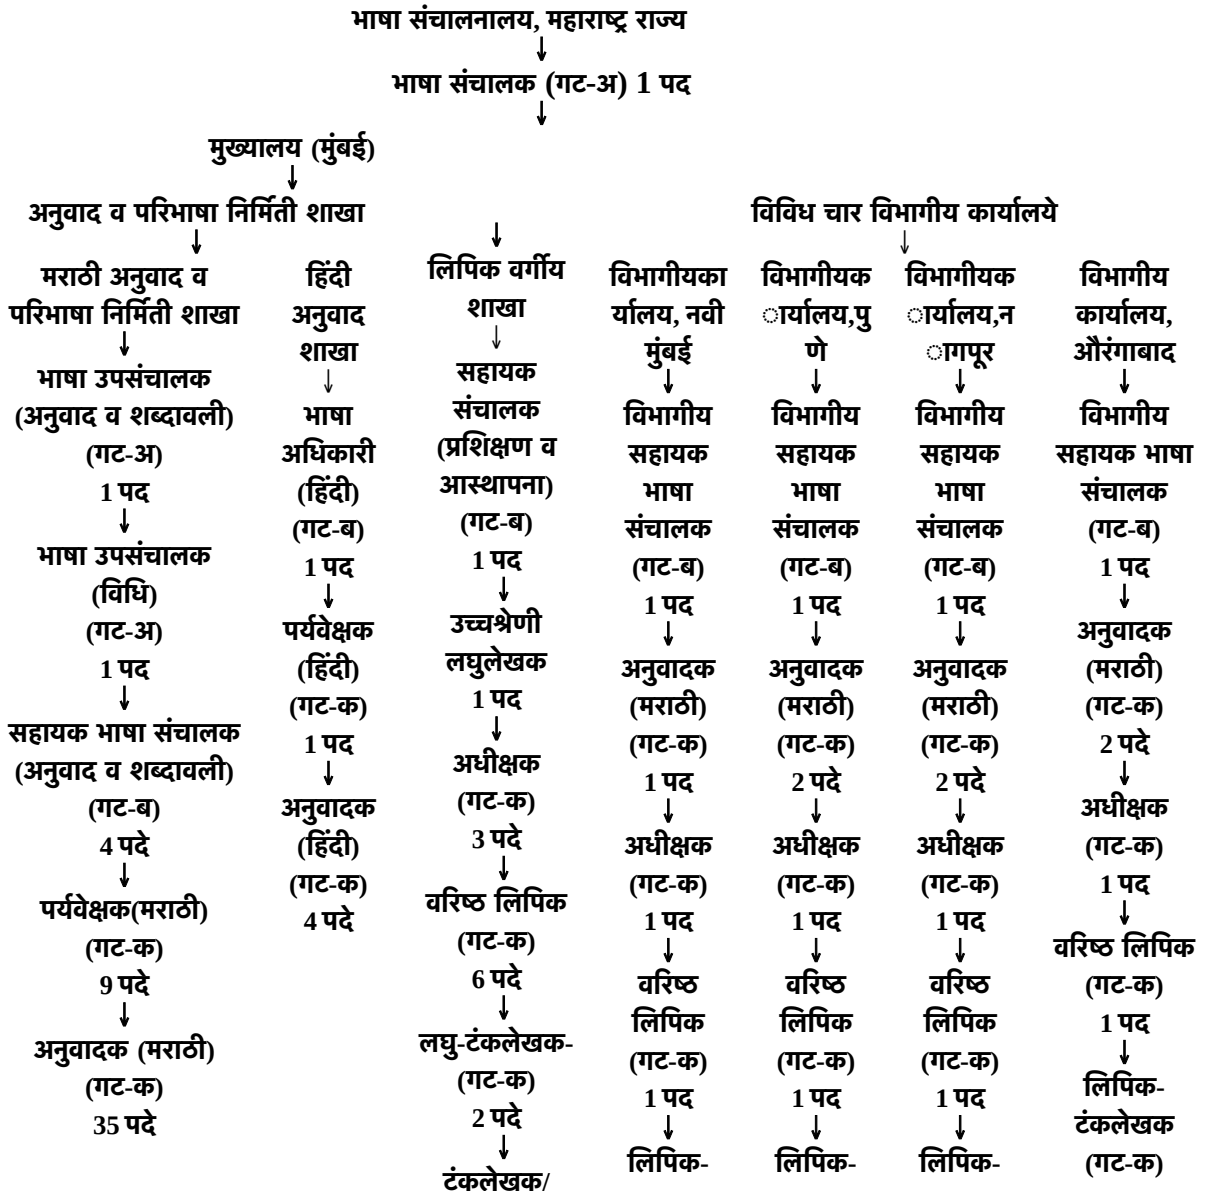 भाषा संचालनालय, महाराष्ट्र राज्य
भाषा संचालक (गट-अ) 1 पद
मुख्यालय (मुंबई)
अनुवाद व परिभाषा निर्मिती शाखा
मराठी अनुवाद व
परिभाषा निर्मिती शाखा
भाषा उपसंचालक
(अनुवाद व शब्दावली)
(गट-अ)
1 पद
भाषा उपसंचालक
(विधि)
(गट-अ)
1 पद
सहायक भाषा संचालक
(अनुवाद व शब्दावली)
(गट-ब)
4 पदे
पर्यवेक्षक(मराठी)
(गट-क)
9 पदे
अनुवादक (मराठी)
(गट-क)
35 पदे
हिंदी
अनुवाद
शाखा
भाषा
अधिकारी
(हिंदी)
(गट-ब)
1 पद
पर्यवेक्षक
(हिंदी)
(गट-क)
1 पद
अनुवादक
(हिंदी)
(गट-क)
4 पदे
लिपिक वर्गीय
शाखा
सहायक
संचालक
(प्रशिक्षण व
आस्थापना)
(गट-ब)
1 पद
उच्चश्रेणी
लघुलेखक
1 पद
अधीक्षक
(गट-क)
3 पदे
वरिष्ठ लिपिक
(गट-क)
6 पदे
लघु-टंकलेखक-
(गट-क)
2 पदे
टंकलेखक/
विविध चार विभागीय कार्यालये
विभागीयका
र्यालय, नवी
मुंबई
विभागीय
सहायक
भाषा
संचालक
(गट-ब)
1 पद
अनुवादक
(मराठी)
(गट-क)
1 पद
अधीक्षक
(गट-क)
1 पद
वरिष्ठ
लिपिक
(गट-क)
1 पद
लिपिक-
विभागीयक
ार्यालय,पु
णे
विभागीय
सहायक
भाषा
संचालक
(गट-ब)
1 पद
अनुवादक
(मराठी)
(गट-क)
2 पदे
अधीक्षक
(गट-क)
1 पद
वरिष्ठ
लिपिक
(गट-क)
1 पद
लिपिक-
विभागीयक
ार्यालय,न
ागपूर
विभागीय
सहायक
भाषा
संचालक
(गट-ब)
1 पद
अनुवादक
(मराठी)
(गट-क)
2 पदे
अधीक्षक
(गट-क)
1 पद
वरिष्ठ
लिपिक
(गट-क)
1 पद
लिपिक-
विभागीय
कार्यालय,
औरंगाबाद
विभागीय
सहायक भाषा
संचालक
(गट-ब)
1 पद
अनुवादक
(मराठी)
(गट-क)
2 पदे
अधीक्षक
(गट-क)
1 पद
वरिष्ठ लिपिक
(गट-क)
1 पद
लिपिक-
टंकलेखक
(गट-क)